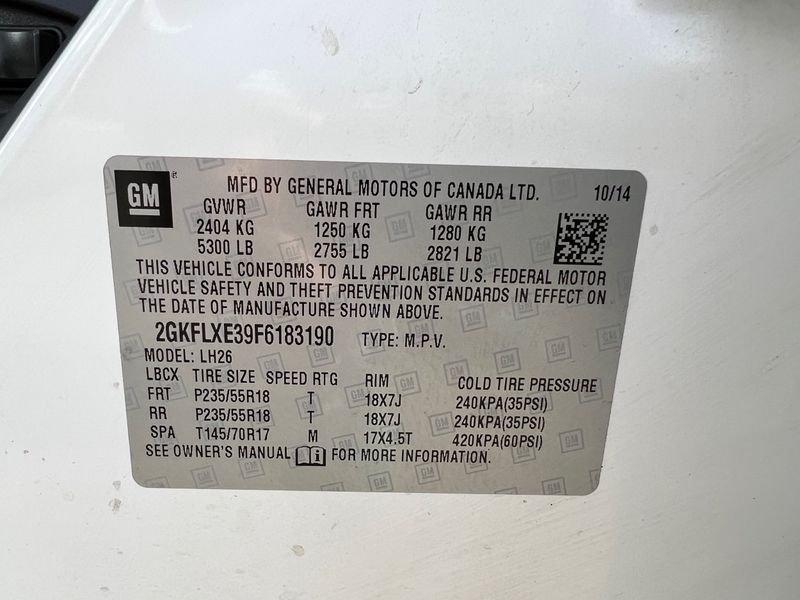 GM ®
MFD BY GENERAL MOTORS OF CANADA LTD. 10/14
GVWR GAWR FRT GAWR RR
2404 KG 1250 KG 1280 KG
5300 LB 2755 LB 2821 LB
THIS VEHICLE CONFORMS TO ALL APPLICABLE U.S. FEDERAL MOTOR
VEHICLE SAFETY AND THEFT PREVENTION STANDARDS IN EFFECT ON
THE DATE OF MANUFACTURE SHOWN ABOVE.
2GKFLXE39F6183190 TYPE: M.P.V.
MODEL: LH26
LBCX TIRE SIZE SPEED RTG RIM COLD TIRE PRESSURE
FRT P235/55R18 T 18X7J 240KPA(35PSI)
RR P235/55R18 T 18X7J 240KPA(35PSI)
SPA T145/70R17 M 17X4.5T 420KPA(60PSI)
SEE OWNER'S MANUAL i FOR MORE INFORMATION.